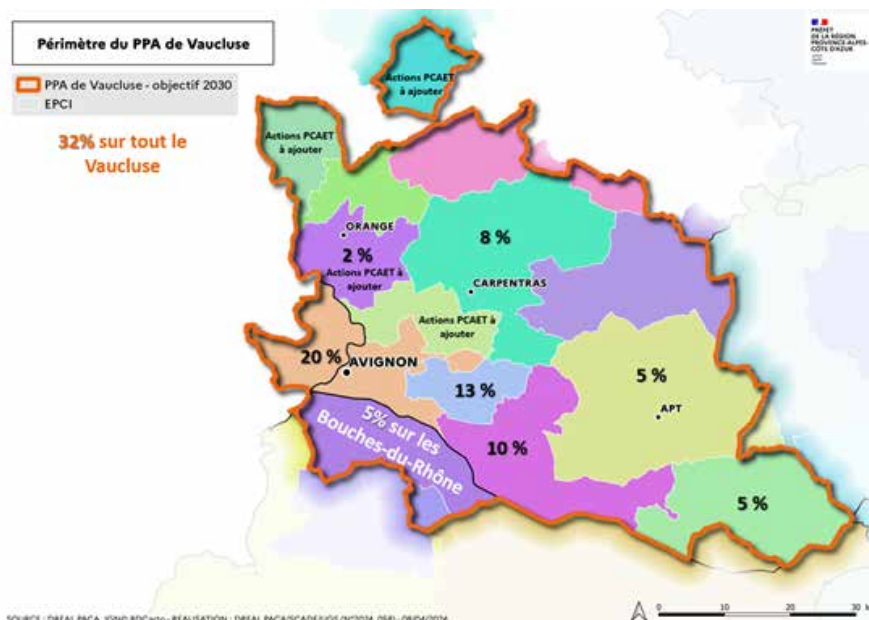 Périmètre du PPA de Vaucluse
PPA de Vaucluse - objectif 2030
EPCI
32% sur tout le
Vaucluse
PRÉFET
DE LA RÉGION
PROVENCE-ALPES-
CÔTE D'AZUR
Actions PCAET
à ajouter
Actions PCAET
à ajouter
ORANGE
2 %
Actions PCAET à
ajouter
8 %
CARPENTRAS
Actions PCAET à
ajouter
20 %
AVIGNON
13 %
5 %
APT
5% sur les
Bouches-du-Rhône
10 %
5 %
0 10 20 30
SOURCE : DREAL PACA